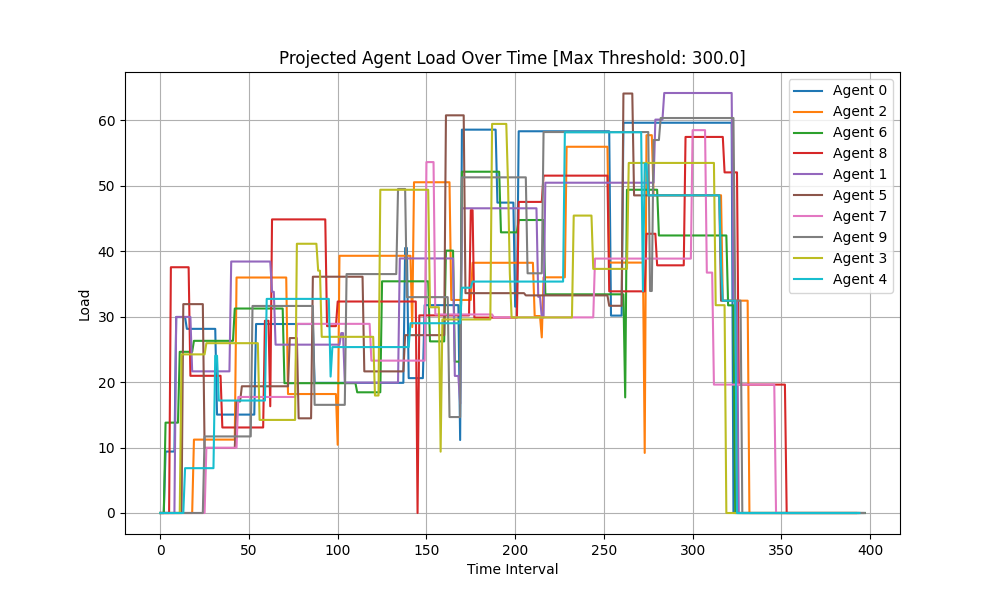 Projected Agent Load Over Time [Max Threshold: 300.0]
Load
60
50
40
30
20
10
0
0 50 100 150 200 250 300 350 400
Time Interval
Agent 0
Agent 2
Agent 6
Agent 8
Agent 1
Agent 5
Agent 7
Agent 9
Agent 3
Agent 4